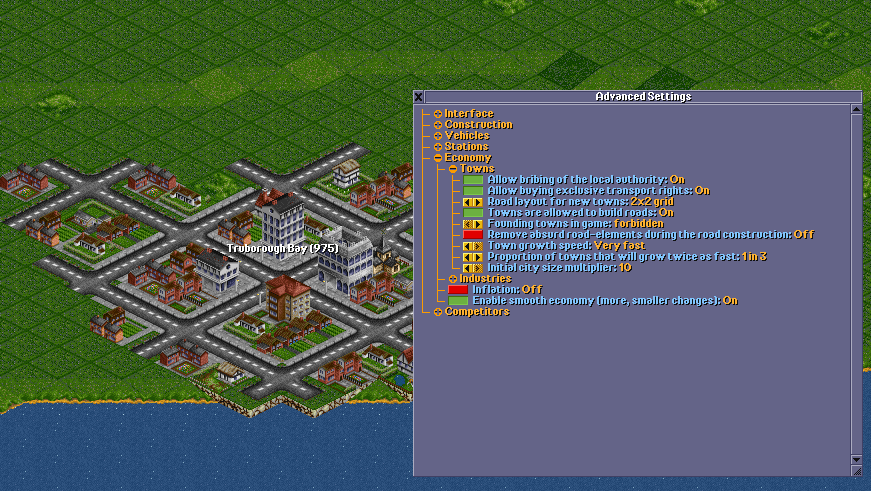 Advanced Settings
Interface
Construction
Vehicles
Stations
Economy
Towns
Allow bribing of the local authority: On
Allow buying exclusive transport rights: On
Road layout for new towns: 2x2 grid
Towns are allowed to build roads: On
Founding towns in game: forbidden
Remove absurd road-elements during the road construction: Off
Town growth speed: Very fast
Proportion of towns that will grow twice as fast: 1 in 3
Initial city size multiplier: 10
Industries
Inflation: Off
Enable smooth economy (more, smaller changes): On
Competitors
Truborough Bay (975)